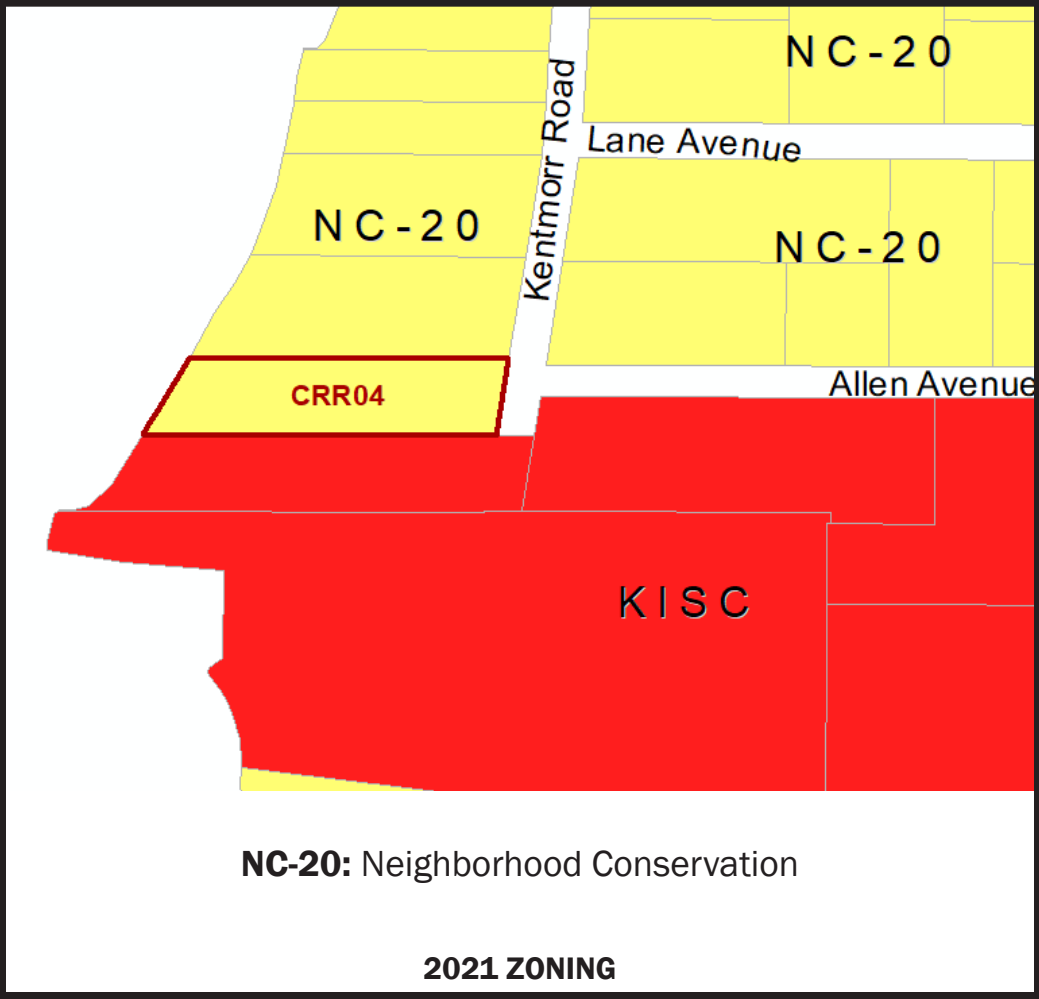 NC-20
Kentmorr Road
Lane Avenue
NC-20
NC-20
Allen Avenue
CRR04
KISC
NC-20: Neighborhood Conservation
2021 ZONING